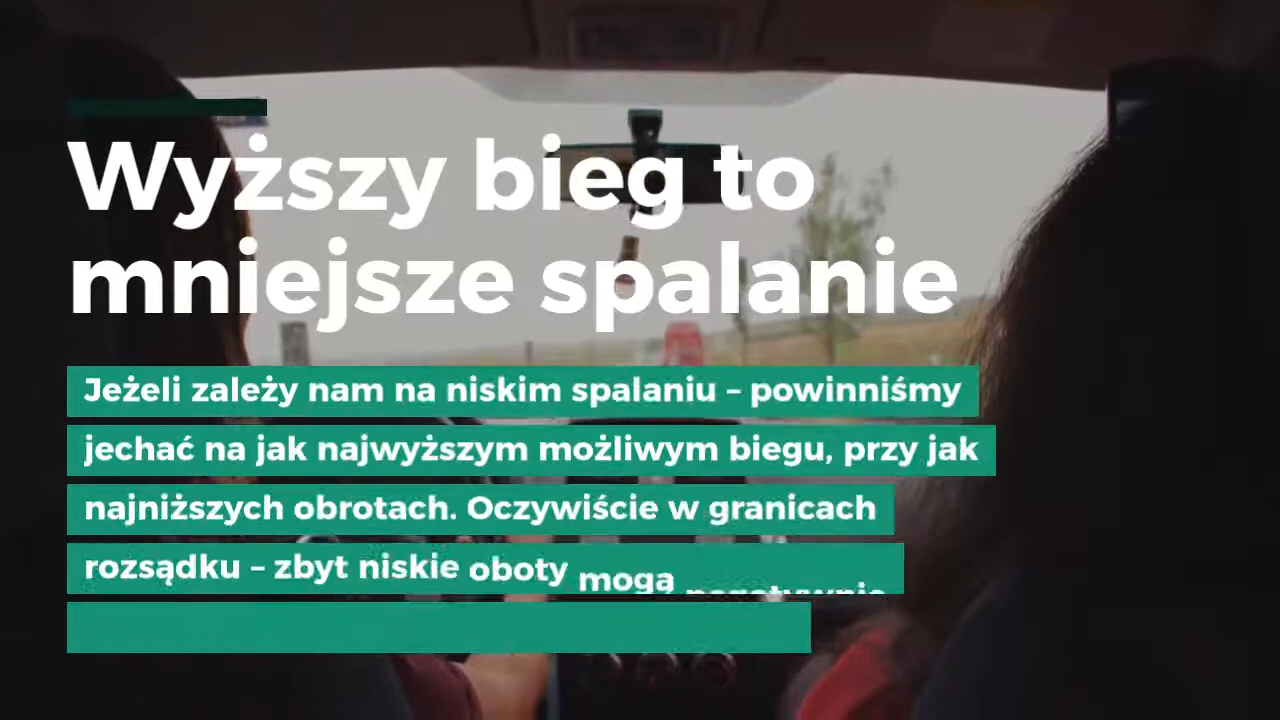 Wyższy bieg to
mniejsze spalanie
Jeżeli zależy nam na niskim spalaniu – powinniśmy
jechać na jak najwyższym możliwym biegu, przy jak
najniższych obrotach. Oczywiście w granicach
rozsądku – zbyt niskie oboty mogą